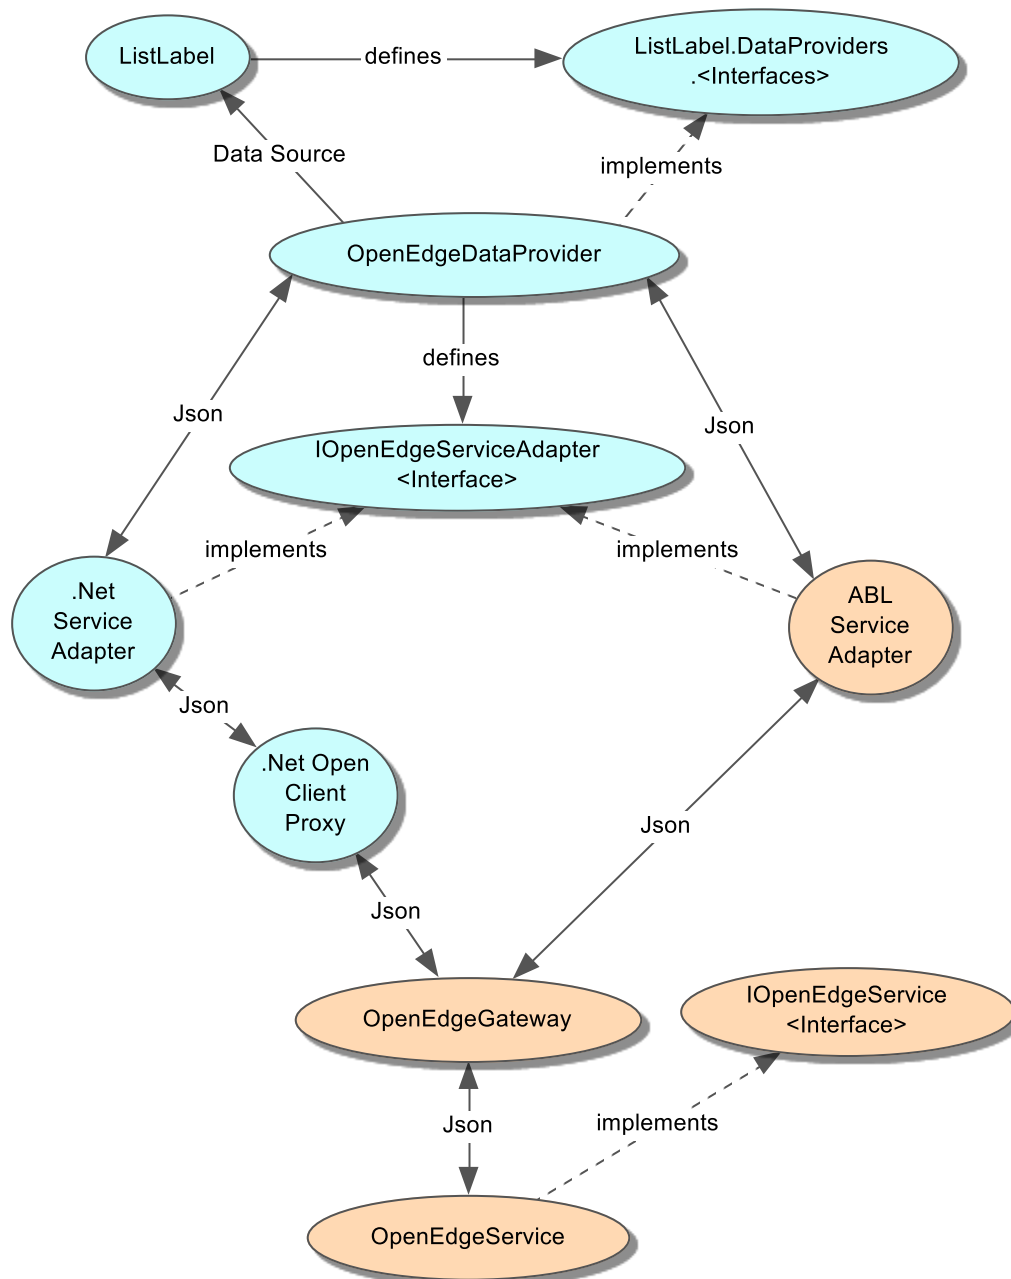 ListLabel
defines
ListLabel.DataProviders
.<Interfaces>
Data Source
implements
OpenEdgeDataProvider
defines
Json
Json
IOpenEdgeServiceAdapter
<Interface>
implements
implements
.Net
Service
Adapter
ABL
Service
Adapter
Json
.Net Open
Client
Proxy
Json
Json
OpenEdgeGateway
IOpenEdgeService
<Interface>
Json
implements
OpenEdgeService